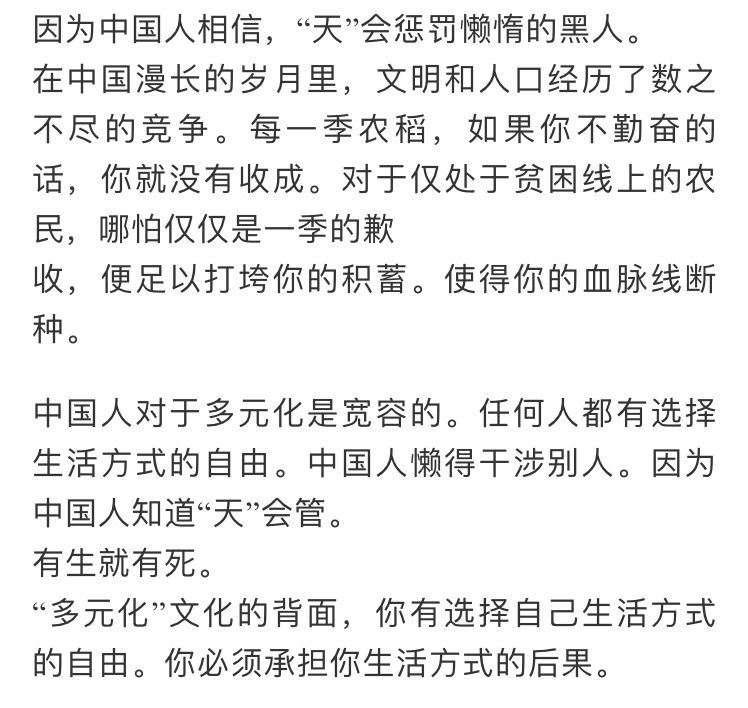 因为中国人相信，“天”会惩罚懒惰的黑人。
在中国漫长的岁月里，文明和人口经历了数之
不尽的竞争。每一季农稻，如果你不勤奋的
话，你就没有收成。对于仅处于贫困线上的农
民，哪怕仅仅是一季的歉
收，便足以打垮你的积蓄。使得你的血脉线断
种。
中国人对于多元化是宽容的。任何人都有选择
生活方式的自由。中国人懒得干涉别人。因为
中国人知道“天”会管。
有生就有死。
“多元化”文化的背面，你有选择自己生活方式
的自由。你必须承担你生活方式的后果。